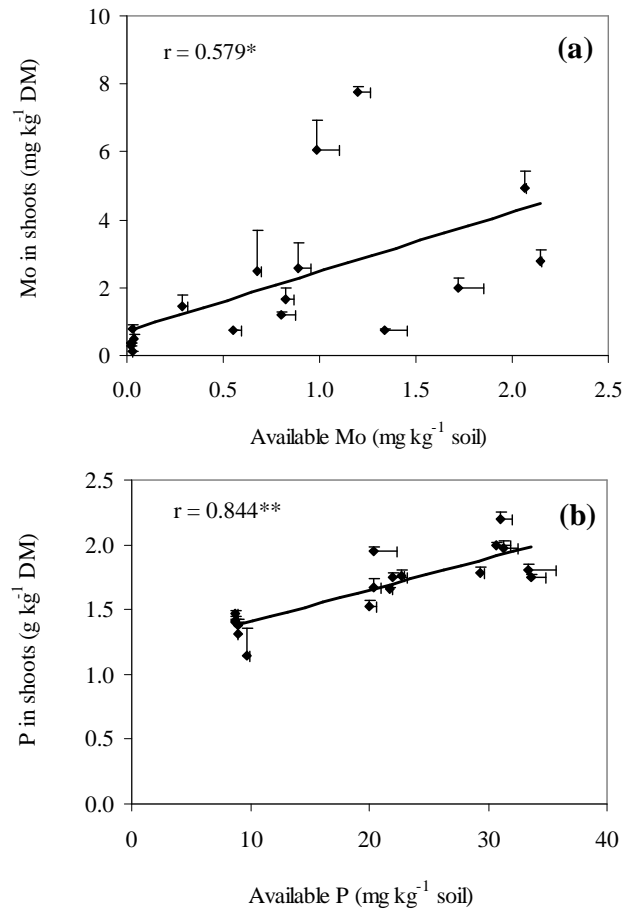 10
r = 0.579*
(a)
8
6
4
2
0
0.0 0.5 1.0 1.5 2.0 2.5
Mo in shoots (mg kg-1 DM)
Available Mo (mg kg-1 soil)
2.5
r = 0.844**
(b)
2.0
1.5
1.0
0.5
0.0
0 10 20 30 40
P in shoots (g kg-1 DM)
Available P (mg kg-1 soil)